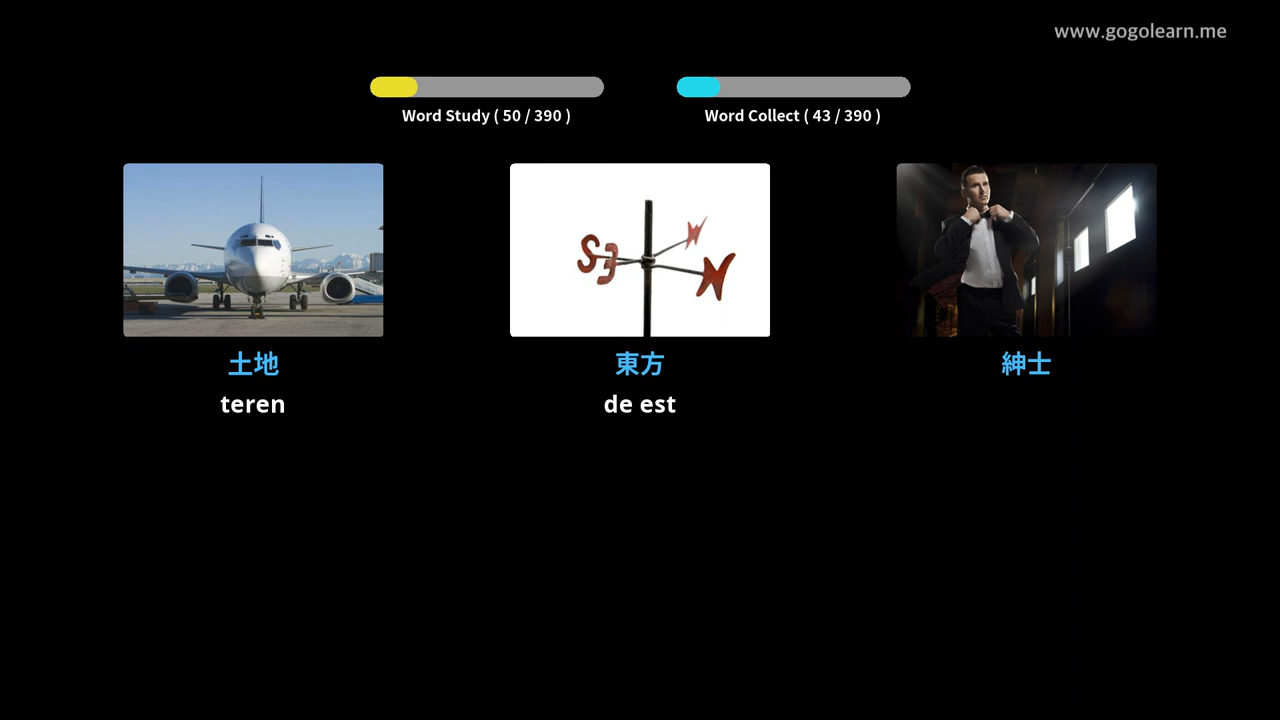 www.gogolearn.me
Word Study ( 50 / 390 )
Word Collect ( 43 / 390 )
S E W N
土地
東方
紳士
teren
de est